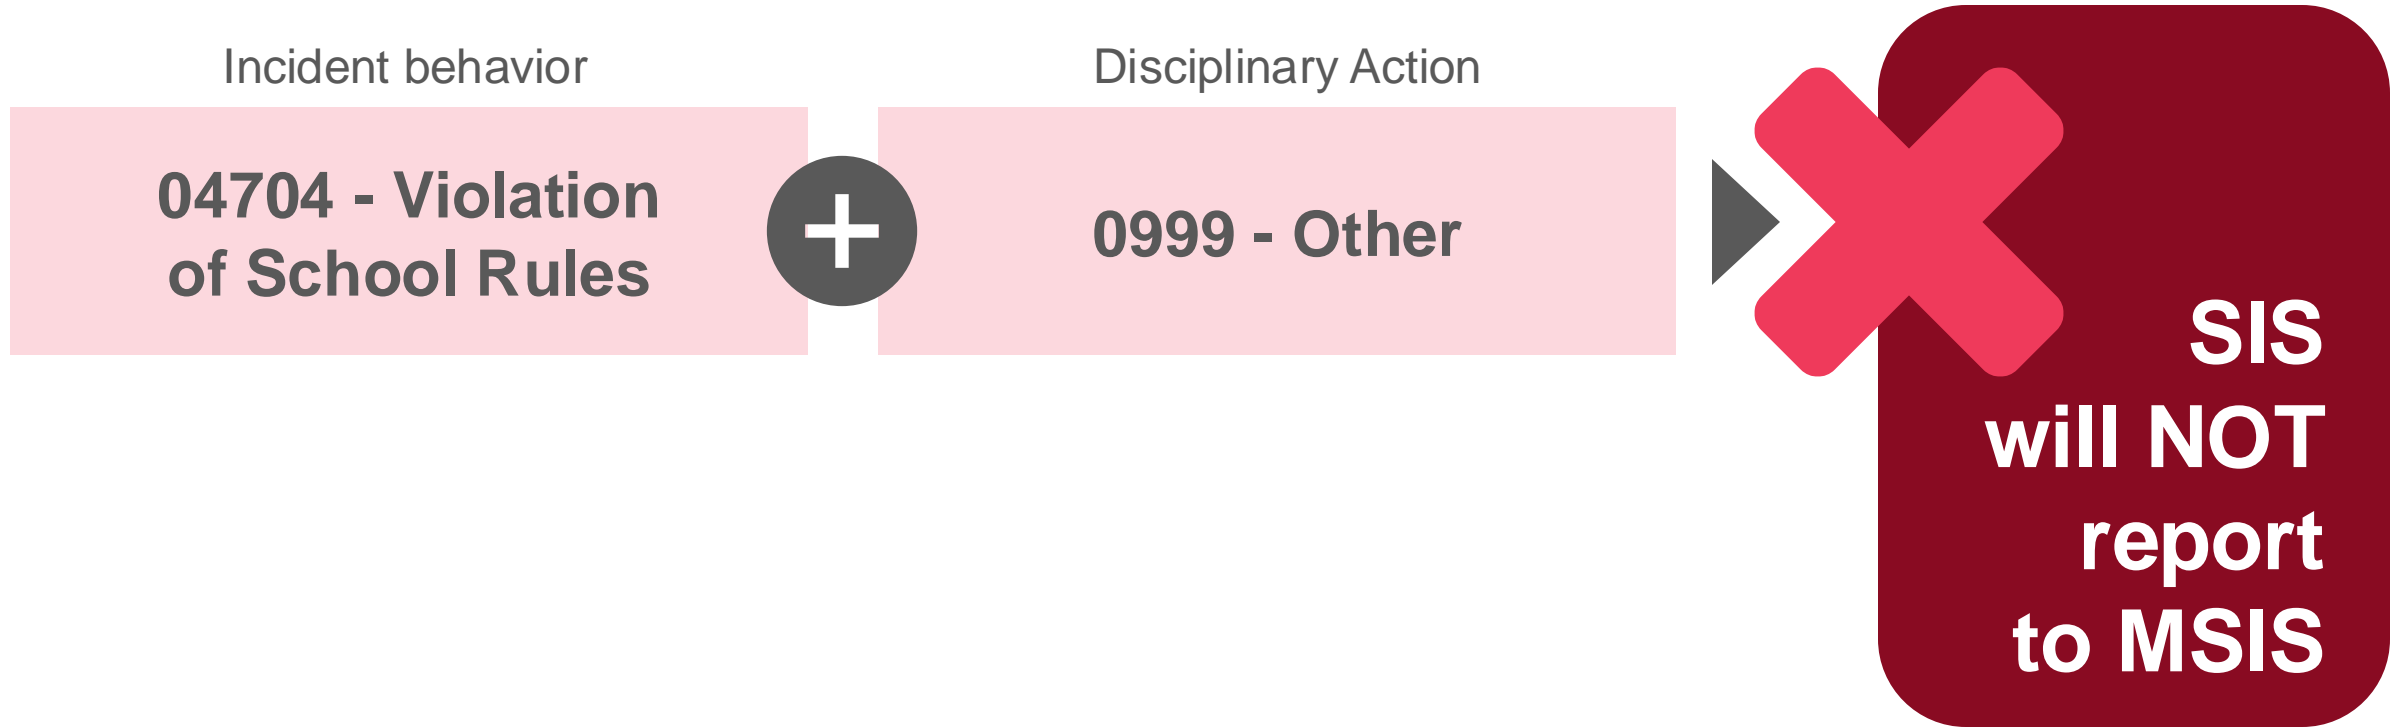 Incident behavior
04704 - Violation
of School Rules
Disciplinary Action
0999 - Other
SIS
will NOT
report
to MSIS